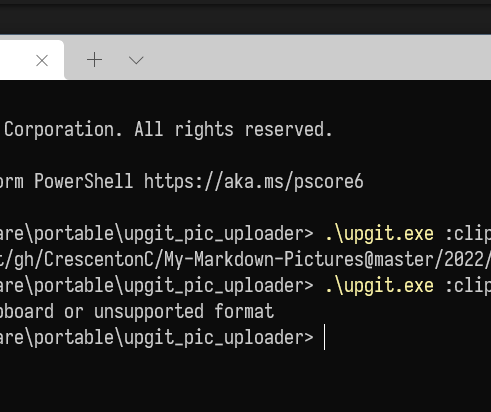 Corporation. All rights reserved.
orm PowerShell https://aka.ms/pscore6
are\portable\upgit_pic_uploader> .\upgit.exe :clip
t/gh/CrescentonC/My-Markdown-Pictures@master/2022/
are\portable\upgit_pic_uploader> .\upgit.exe :clip
pboard or unsupported format
are\portable\upgit_pic_uploader>